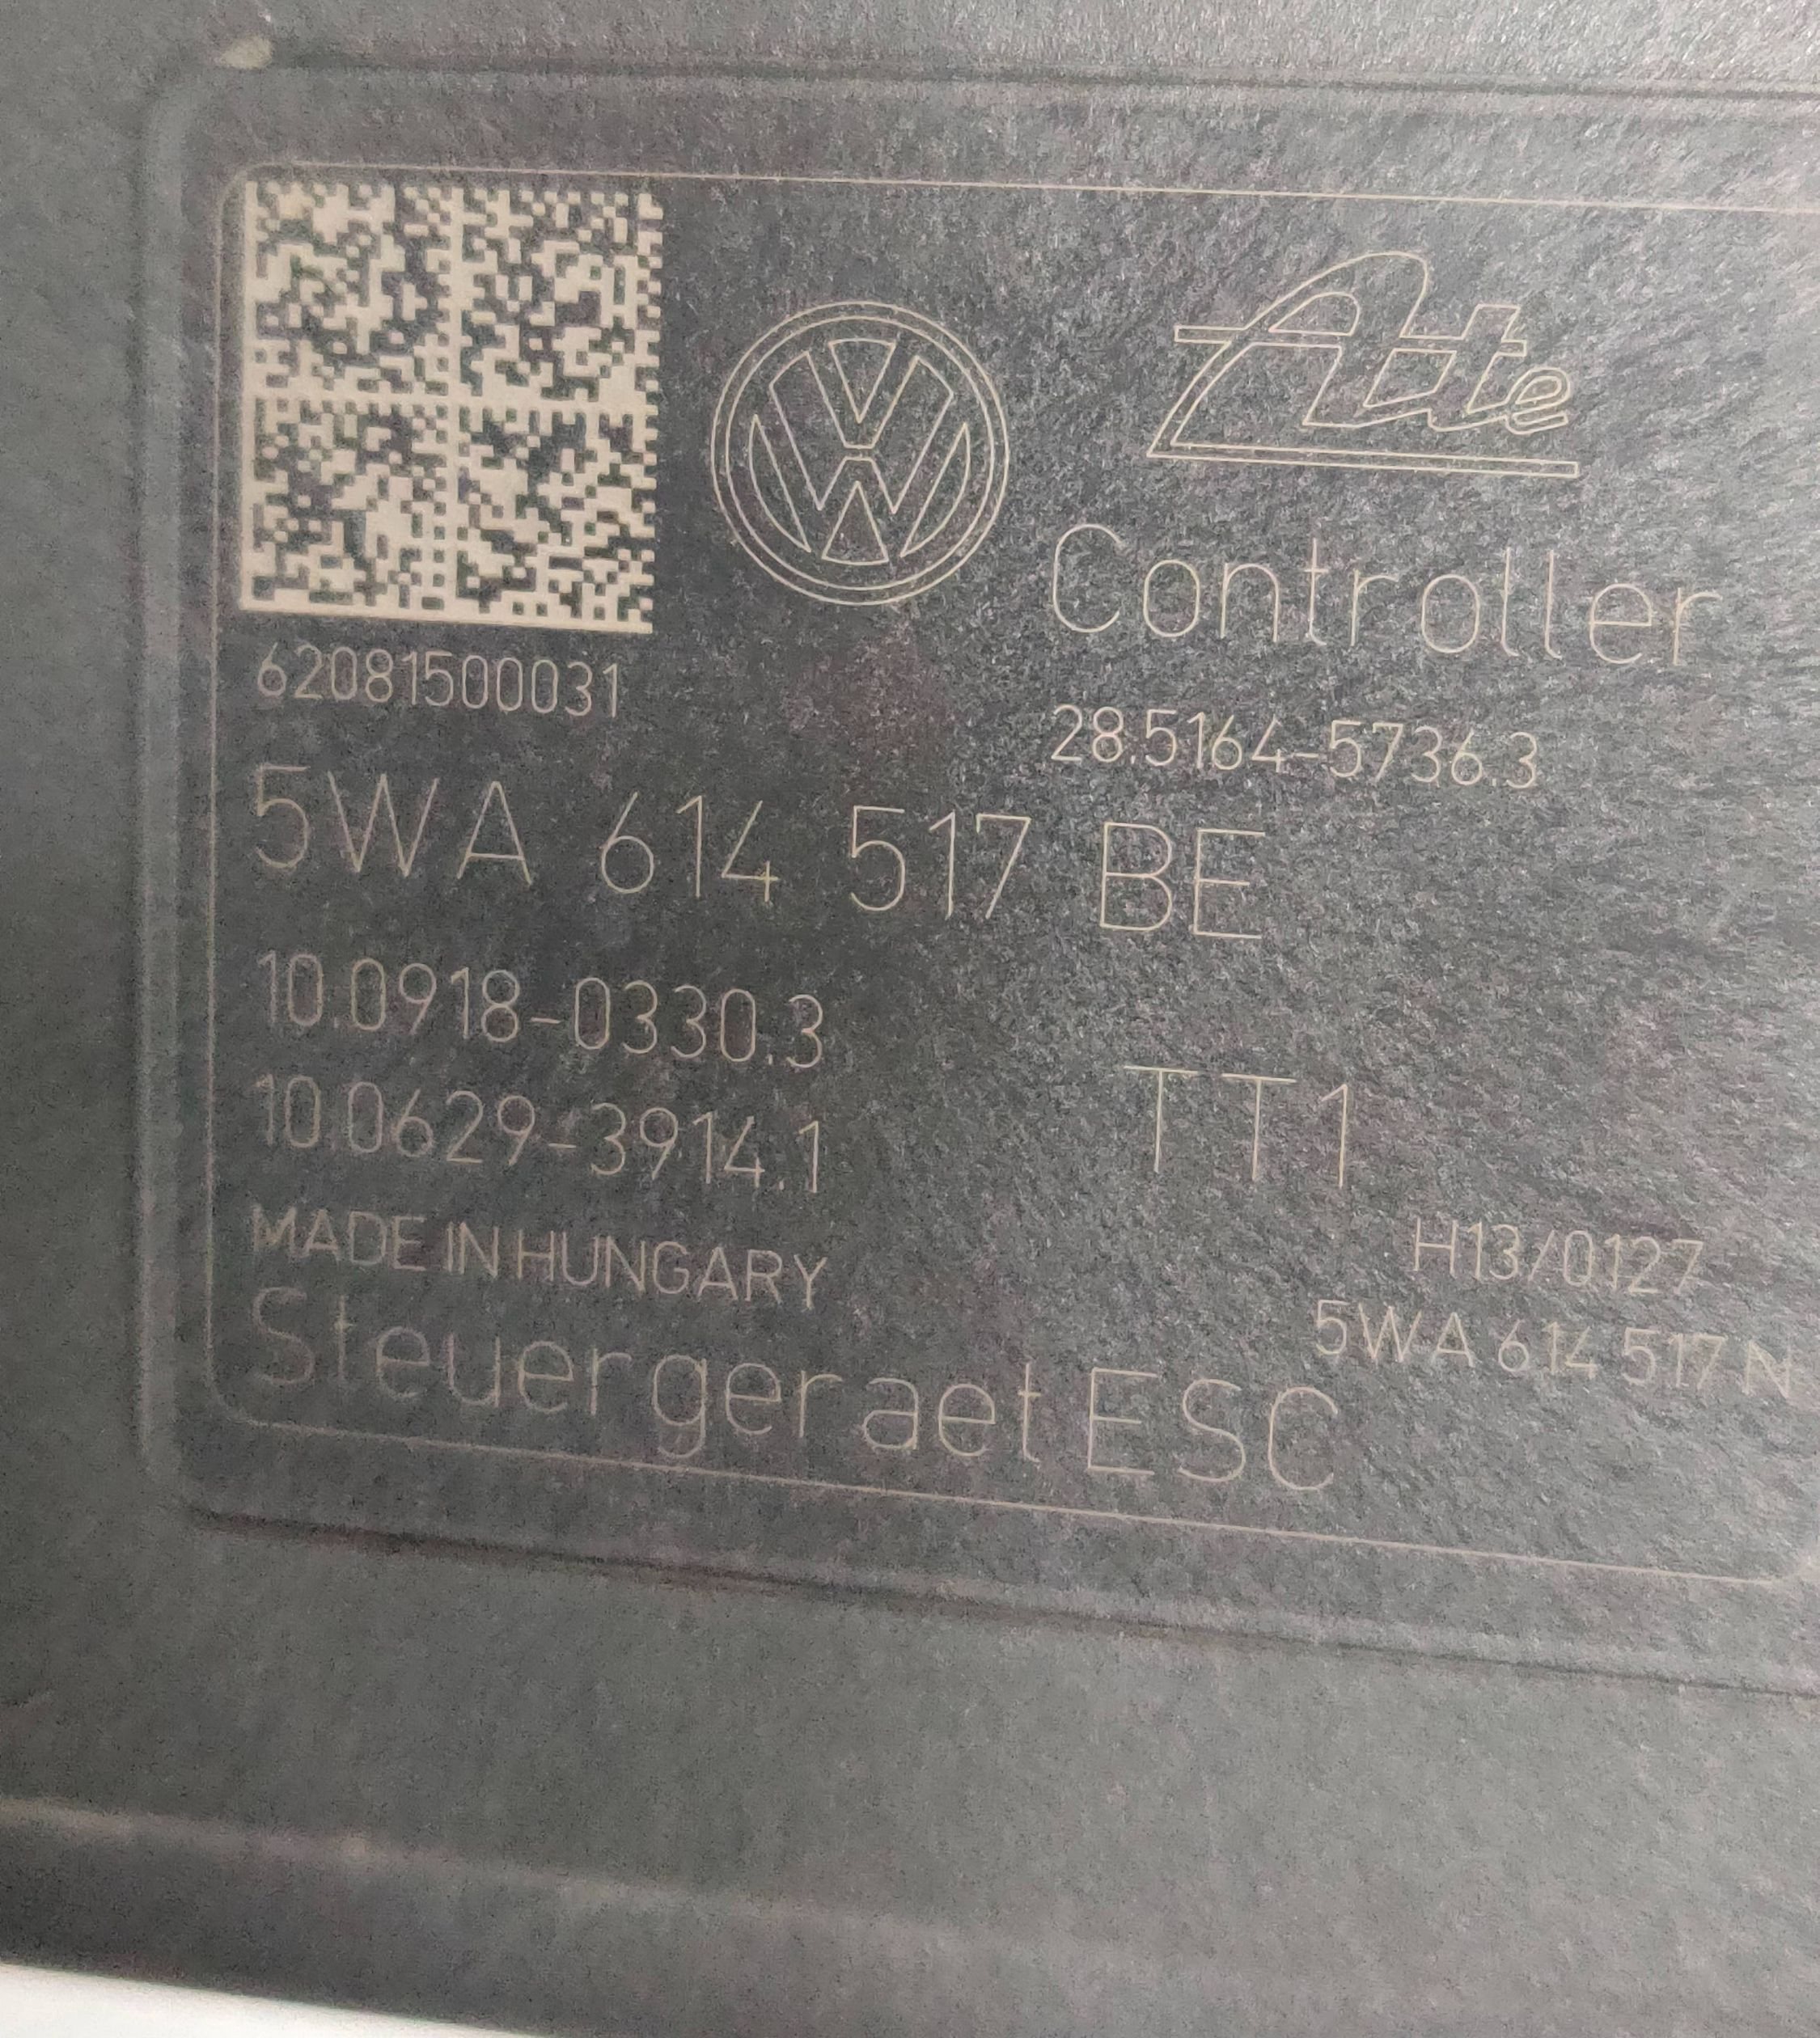 Ate
Controller
62081500031
28.5164-5736.3
5WA 614 517 BE
10.0918-0330.3
10.0629-3914.1
TT1
MADE IN HUNGARY
H13/0127
5WA 614 517 N
Steuergeraet ESC